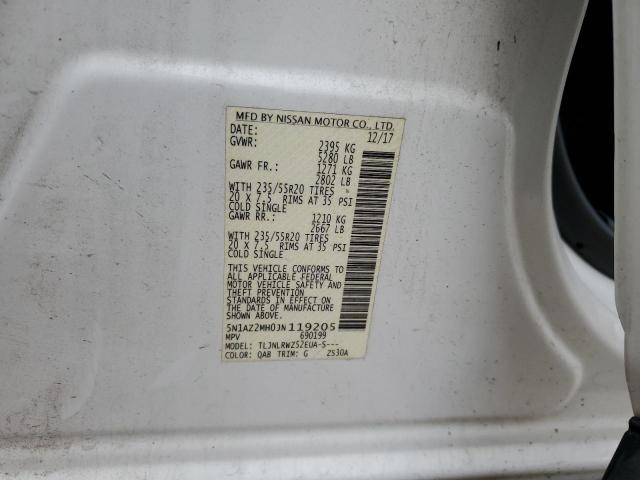 MFD BY NISSAN MOTOR CO., LTD.
DATE: 12/17
GVWR: 2395 KG
5280 LB
GAWR FR.: 1271 KG
2802 LB
WITH 235/55R20 TIRES
20 X 7.5 RIMS AT 35 PSI
COLD SINGLE
GAWR RR.: 1210 KG
2667 LB
WITH 235/55R20 TIRES
20 X 7.5 RIMS AT 35 PSI
COLD SINGLE
THIS VEHICLE CONFORMS TO
ALL APPLICABLE FEDERAL
MOTOR VEHICLE SAFETY AND
THEFT PREVENTION
STANDARDS IN EFFECT ON
THE DATE OF MANUFACTURE
SHOWN ABOVE.
5N1AZ2MH0JN119205
MPV 690199
MODEL: TLJNLRWZ52EUA-S---
COLOR: QAB TRIM: G Z530A